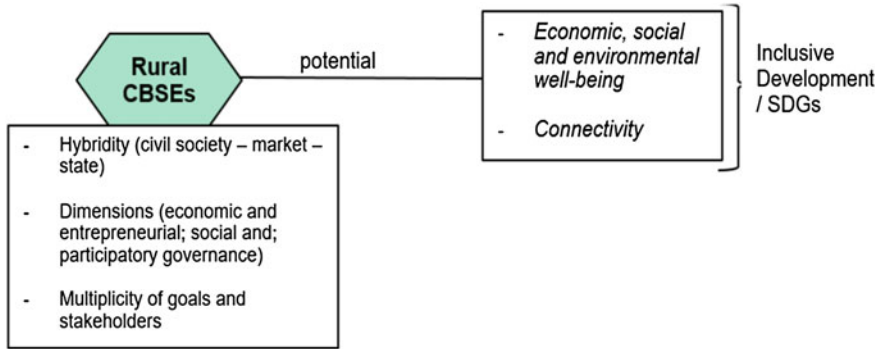 Rural
CBSEs
potential
- Economic, social
and environmental
well-being
- Connectivity
Inclusive
Development
/ SDGs
- Hybridity (civil society – market –
state)
- Dimensions (economic and
entrepreneurial; social and;
participatory governance)
- Multiplicity of goals and
stakeholders